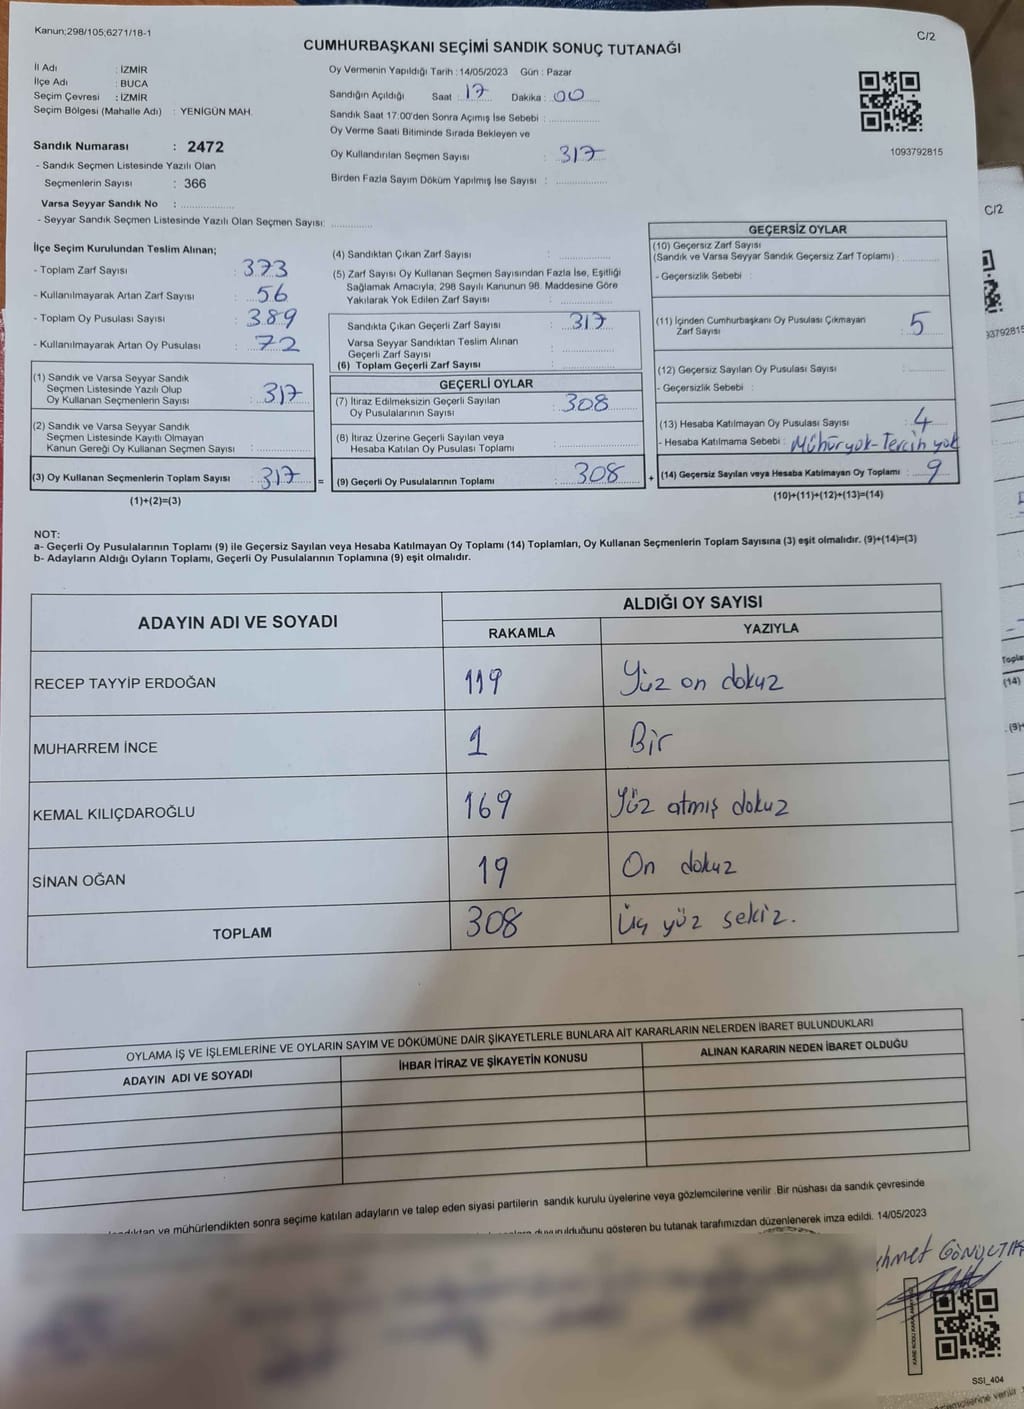 Kanun;298/105;6271/18-1
C/2
CUMHURBAŞKANI SEÇİMİ SANDIK SONUÇ TUTANAĞI
İl Adı : İZMİR
İlçe Adı : BUCA
Seçim Çevresi : İZMİR
Seçim Bölgesi (Mahalle Adı) : YENİGÜN MAH.
Oy Vermenin Yapıldığı Tarih : 14/05/2023 Gün : Pazar
Sandığın Açıldığı Saat : 17 Dakika : 00
Sandık Saat 17.00'den Sonra Açımış İse Sebebi :
Oy Verme Saati Bitiminde Sırada Bekleyen ve
Oy Kullandırılan Seçmen Sayısı : 317
Birden Fazla Sayım Döküm Yapılmış İse Sayısı :
1093792815
Sandık Numarası : 2472
- Sandık Seçmen Listesinde Yazılı Olan
Seçmenlerin Sayısı : 366
Varsa Seyyar Sandık No :
- Seyyar Sandık Seçmen Listesinde Yazılı Olan Seçmen Sayısı:
İlçe Seçim Kurulundan Teslim Alınan;
- Toplam Zarf Sayısı : 373
- Kullanılmayarak Artan Zarf Sayısı : 56
- Toplam Oy Pusulası Sayısı : 389
- Kullanılmayarak Artan Oy Pusulası : 72
(1) Sandık ve Varsa Seyyar Sandık
Seçmen Listesinde Yazılı Olup
Oy Kullanan Seçmenlerin Sayısı : 317
(2) Sandık ve Varsa Seyyar Sandık
Seçmen Listesinde Kayıtlı Olmayan
Kanun Gereği Oy Kullanan Seçmen Sayısı :
(3) Oy Kullanan Seçmenlerin Toplam Sayısı : 317 =
(1)+(2)=(3)
(4) Sandıktan Çıkan Zarf Sayısı :
(5) Zarf Sayısı Oy Kullanan Seçmen Sayısından Fazla İse, Eşitliği
Sağlamak Amacıyla, 298 Sayılı Kanunun 98. Maddesine Göre
Yakılarak Yok Edilen Zarf Sayısı :
Sandıkta Çıkan Geçerli Zarf Sayısı : 317
Varsa Seyyar Sandıktan Teslim Alınan
Geçerli Zarf Sayısı :
(6) Toplam Geçerli Zarf Sayısı :
GEÇERLİ OYLAR
(7) İtiraz Edilmeksizin Geçerli Sayılan
Oy Pusulalarının Sayısı : 308
(8) İtiraz Üzerine Geçerli Sayılan veya
Hesaba Katılan Oy Pusulası Toplamı :
(9) Geçerli Oy Pusulalarının Toplamı : 308 +
GEÇERSİZ OYLAR
(10) Geçersiz Zarf Sayısı
(Sandık ve Varsa Seyyar Sandık Geçersiz Zarf Toplamı) :
- Geçersizlik Sebebi :
(11) İçinden Cumhurbaşkanı Oy Pusulası Çıkmayan
Zarf Sayısı : 5
(12) Geçersiz Sayılan Oy Pusulası Sayısı :
- Geçersizlik Sebebi :
(13) Hesaba Katılmayan Oy Pusulası Sayısı : 4
- Hesaba Katılmama Sebebi : Mühür yok-Tercih yok
(14) Geçersiz Sayılan veya Hesaba Katılmayan Oy Toplamı : 9
(10)+(11)+(12)+(13)=(14)
NOT:
a- Geçerli Oy Pusulalarının Toplamı (9) ile Geçersiz Sayılan veya Hesaba Katılmayan Oy Toplamı (14) Toplamları, Oy Kullanan Seçmenlerin Toplam Sayısına (3) eşit olmalıdır. (9)+(14)=(3)
b- Adayların Aldığı Oyların Toplamı, Geçerli Oy Pusulalarının Toplamına (9) eşit olmalıdır.
ADAYIN ADI VE SOYADI ALDIĞI OY SAYISI
RAKAMLA YAZIYLA
RECEP TAYYİP ERDOĞAN 119 Yüz on dokuz
MUHARREM İNCE 1 Bir
KEMAL KILIÇDAROĞLU 169 Yüz atmış dokuz
SİNAN OĞAN 19 On dokuz
TOPLAM 308 Üç yüz sekiz.
OYLAMA İŞ VE İŞLEMLERİNE VE OYLARIN SAYIM VE DÖKÜMÜNE DAİR ŞİKAYETLERLE BUNLARA AİT KARARLARIN NELERDEN İBARET BULUNDUKLARI
ADAYIN ADI VE SOYADI İHBAR İTİRAZ VE ŞİKAYETİN KONUSU ALINAN KARARIN NEDEN İBARET OLDUĞU
ve mühürlendikten sonra seçime katılan adayların ve talep eden siyasi partilerin sandık kurulu üyelerine veya gözlemcilerine verilir. Bir nüshası da sandık çevresinde
duyurulduğunu gösteren bu tutanak tarafımızdan düzenlenerek imza edildi. 14/05/2023
SSI_404
C/2
(14)